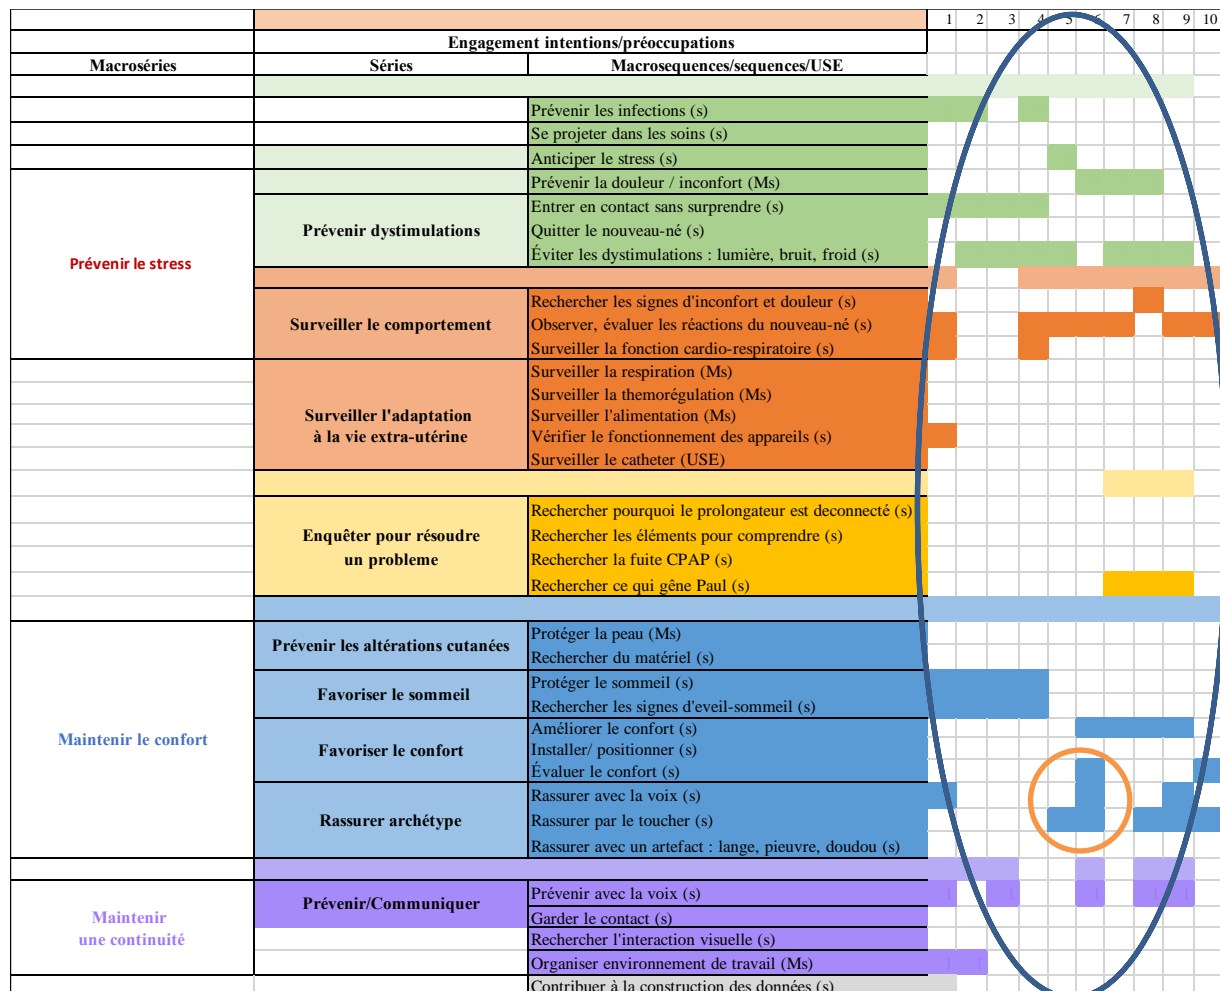 1 2 3 4 5 6 7 8 9 10
Engagement intentions/préoccupations
Macroséries Séries Macrosequences/sequences/USE
Prévenir les infections (s)
Se projeter dans les soins (s)
Anticiper le stress (s)
Prévenir la douleur / inconfort (Ms)
Entrer en contact sans surprendre (s)
Prévenir dystimulations
Quitter le nouveau-né (s)
Éviter les dystimulations : lumière, bruit, froid (s)
Prévenir le stress
Rechercher les signes d'inconfort et douleur (s)
Surveiller le comportement
Observer, évaluer les réactions du nouveau-né (s)
Surveiller la fonction cardio-respiratoire (s)
Surveiller la respiration (Ms)
Surveiller la themorégulation (Ms)
Surveiller l'adaptation
à la vie extra-utérine
Surveiller l'alimentation (Ms)
Vérifier le fonctionnement des appareils (s)
Surveiller le catheter (USE)
Rechercher pourquoi le prolongateur est deconnecté (s)
Enquêter pour résoudre
un probleme
Rechercher les éléments pour comprendre (s)
Rechercher la fuite CPAP (s)
Rechercher ce qui gêne Paul (s)
Prévenir les altérations cutanées
Protéger la peau (Ms)
Rechercher du matériel (s)
Favoriser le sommeil
Protéger le sommeil (s)
Rechercher les signes d'eveil-sommeil (s)
Maintenir le confort
Favoriser le confort
Améliorer le confort (s)
Installer/ positionner (s)
Évaluer le confort (s)
Rassurer archétype
Rassurer avec la voix (s)
Rassurer par le toucher (s)
Rassurer avec un artefact : lange, pieuvre, doudou (s)
Prévenir/Communiquer
Prévenir avec la voix (s) 1 1 1 1 1
Maintenir
une continuité
Garder le contact (s)
Rechercher l'interaction visuelle (s)
Organiser environnement de travail (Ms) 1 1
Contribuer à la construction des données (s)